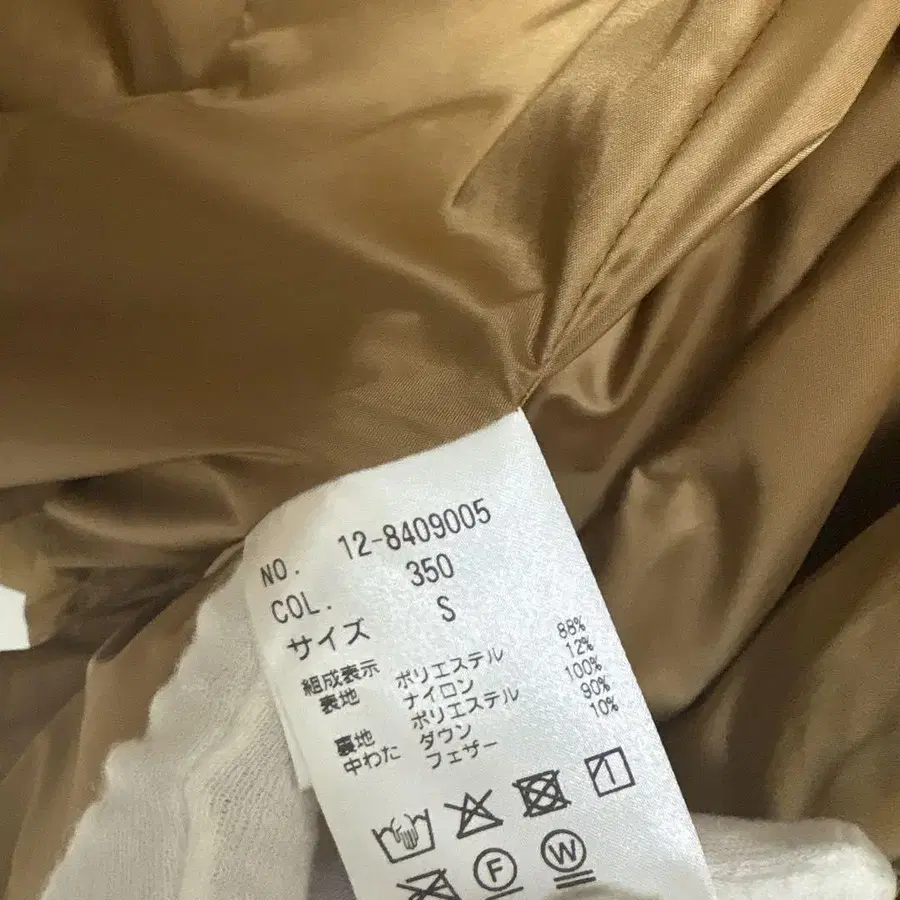 NO. 12-8409005
COL. 350
サイズ S
組成表示
表地 ポリエステル 88%
ナイロン 12%
裏地 ポリエステル 100%
中わた ダウン 90%
フェザー 10%
F W